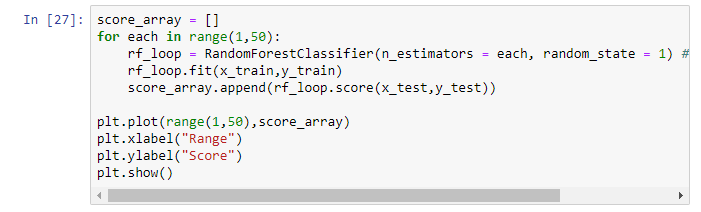 In [27]: score_array = []
for each in range(1,50):
    rf_loop = RandomForestClassifier(n_estimators = each, random_state = 1) #
    rf_loop.fit(x_train,y_train)
    score_array.append(rf_loop.score(x_test,y_test))

plt.plot(range(1,50),score_array)
plt.xlabel("Range")
plt.ylabel("Score")
plt.show()